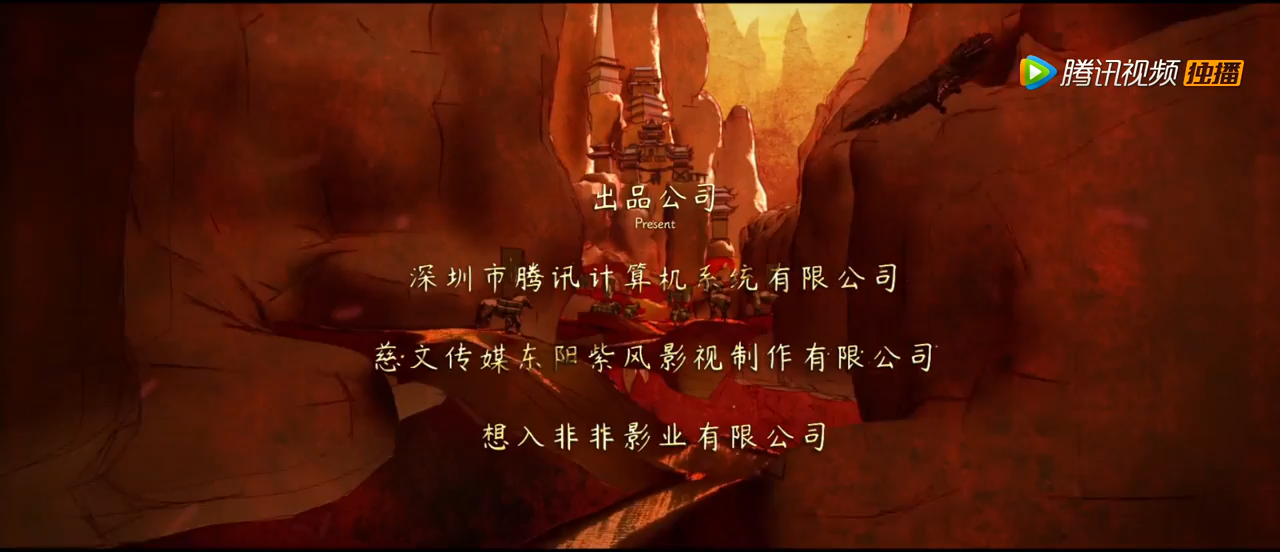 腾讯视频 独播
出品公司
Present
深圳市腾讯计算机系统有限公司
慈文传媒东阳紫风影视制作有限公司
想入非非影业有限公司